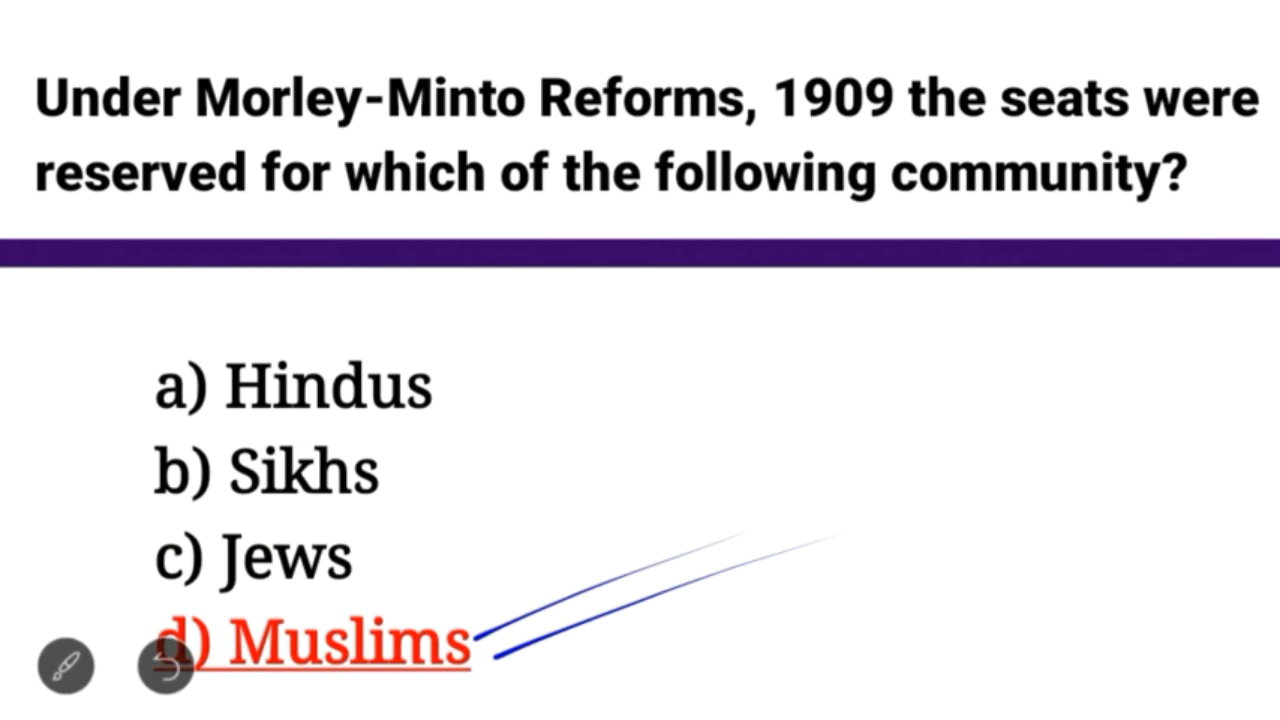 Under Morley-Minto Reforms, 1909 the seats were
reserved for which of the following community?
a) Hindus
b) Sikhs
c) Jews
d) Muslims